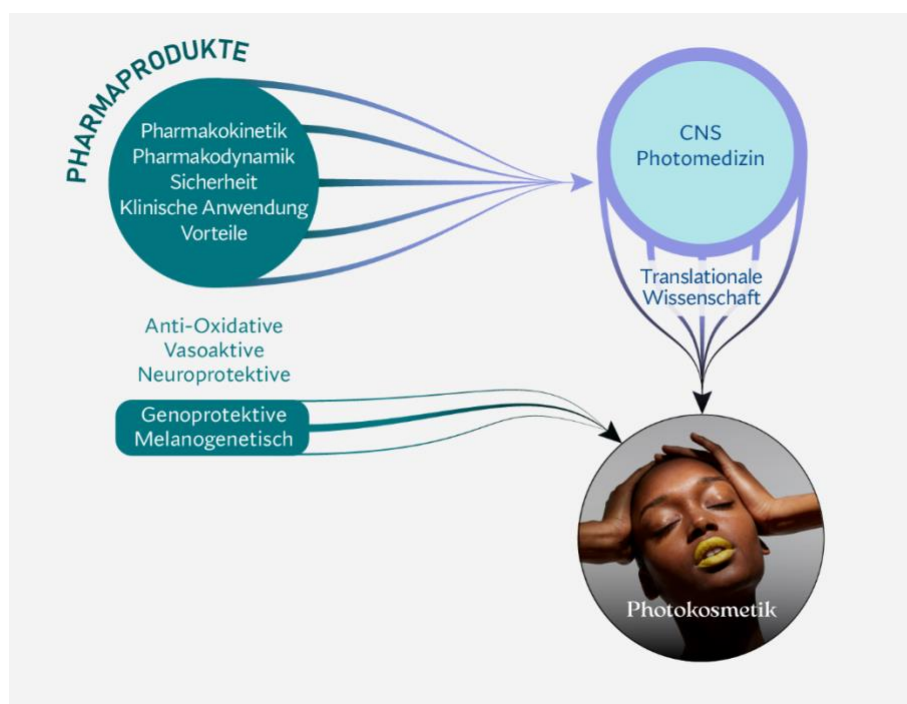 PHARMAPRODUKTE
Pharmakokinetik
Pharmakodynamik
Sicherheit
Klinische Anwendung
Vorteile
CNS
Photomedizin
Translationale
Wissenschaft
Anti-Oxidative
Vasoaktive
Neuroprotektive
Genoprotektive
Melanogenetisch
Photokosmetik